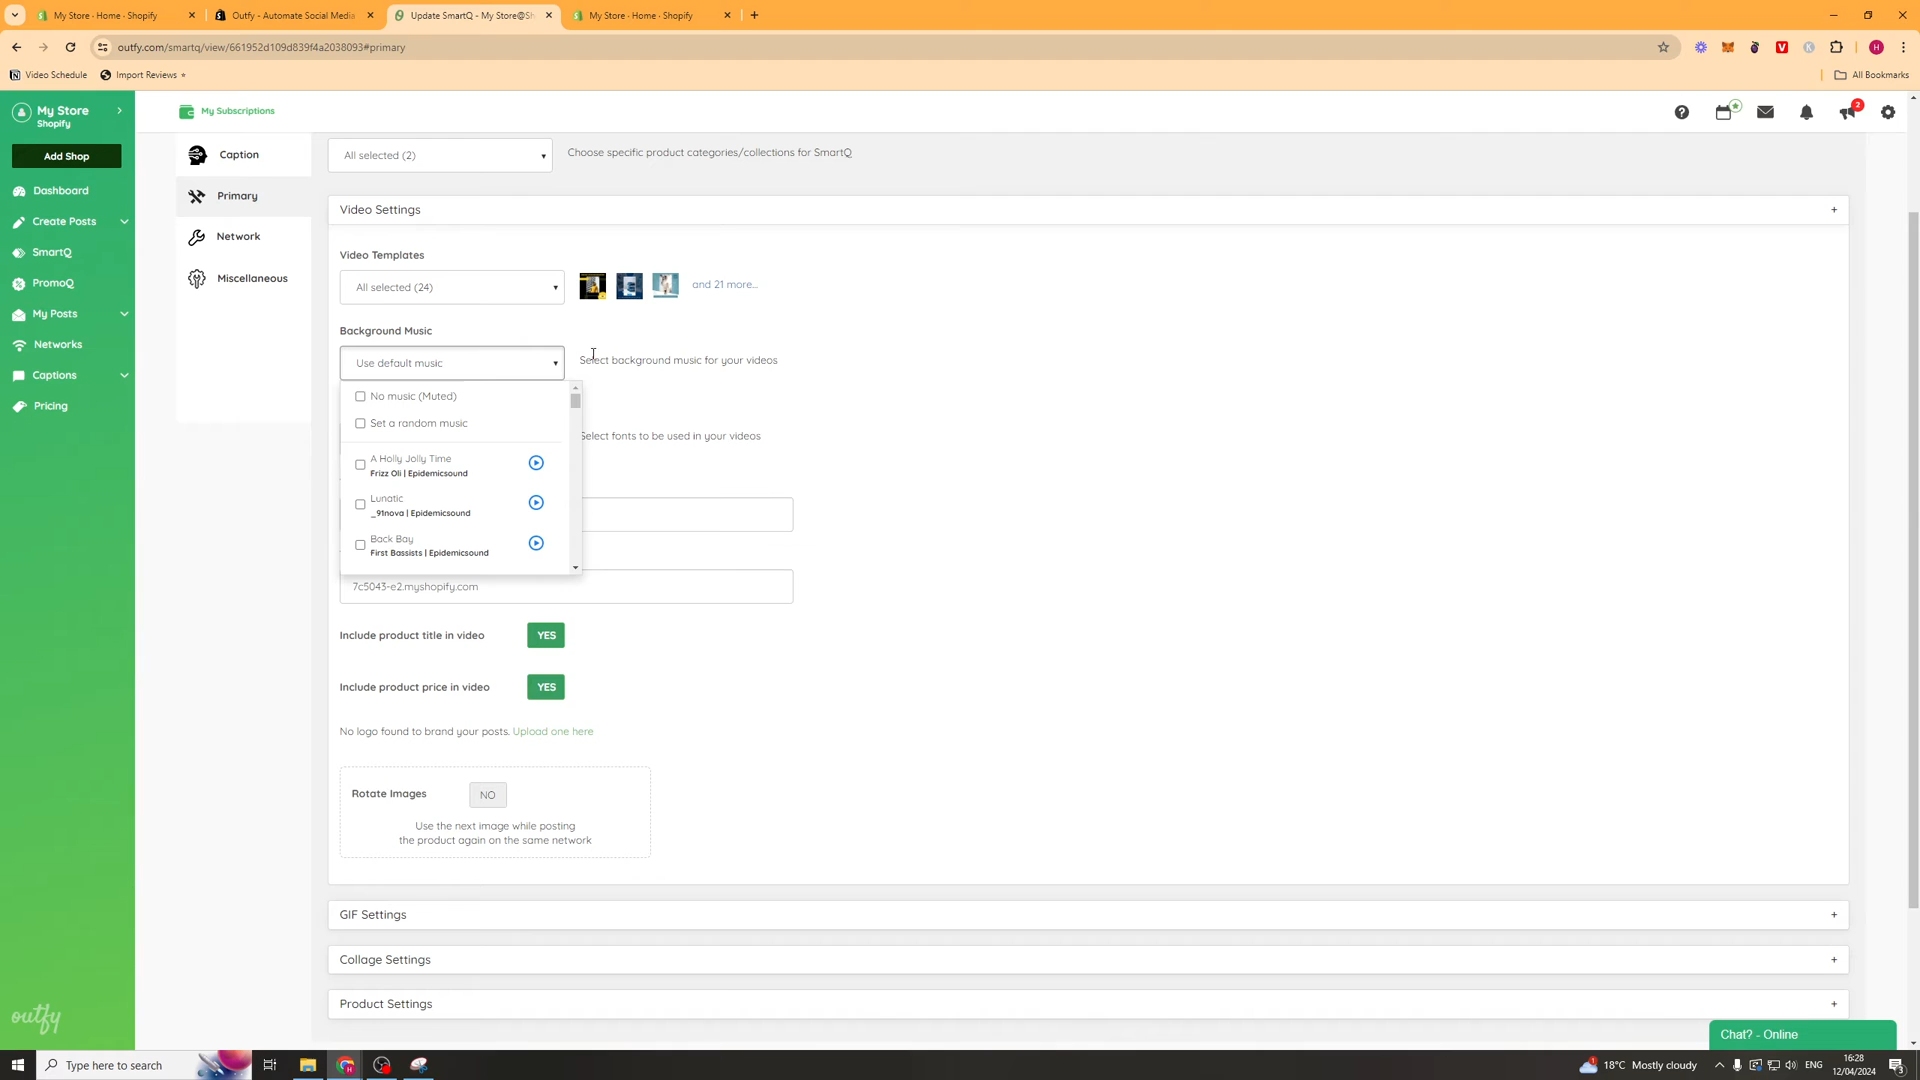 My Store - Home - Shopify
Outfy - Automate Social Media
Update SmartQ - My Store@Sh
My Store - Home - Shopify
outfy.com/smartq/view/661952d109d839f4a2038093#primary
Video Schedule
Import Reviews
All Bookmarks
My Store
Shopify
Add Shop
Dashboard
Create Posts
SmartQ
PromoQ
My Posts
Networks
Captions
Pricing
outfy
My Subscriptions
2
Caption
Primary
Network
Miscellaneous
All selected (2)
Choose specific product categories/collections for SmartQ
Video Settings
+
Video Templates
All selected (24)
and 21 more...
Background Music
Use default music
Select background music for your videos
No music (Muted)
Set a random music
A Holly Jolly Time
Frizz Oli | Epidemicsound
Lunatic
_91nova | Epidemicsound
Back Bay
First Bassists | Epidemicsound
Select fonts to be used in your videos
7c5043-e2.myshopify.com
Include product title in video
YES
Include product price in video
YES
No logo found to brand your posts. Upload one here
Rotate Images
NO
Use the next image while posting
the product again on the same network
GIF Settings
+
Collage Settings
+
Product Settings
+
Chat? - Online
Type here to search
18°C Mostly cloudy
ENG
16:28
12/04/2024